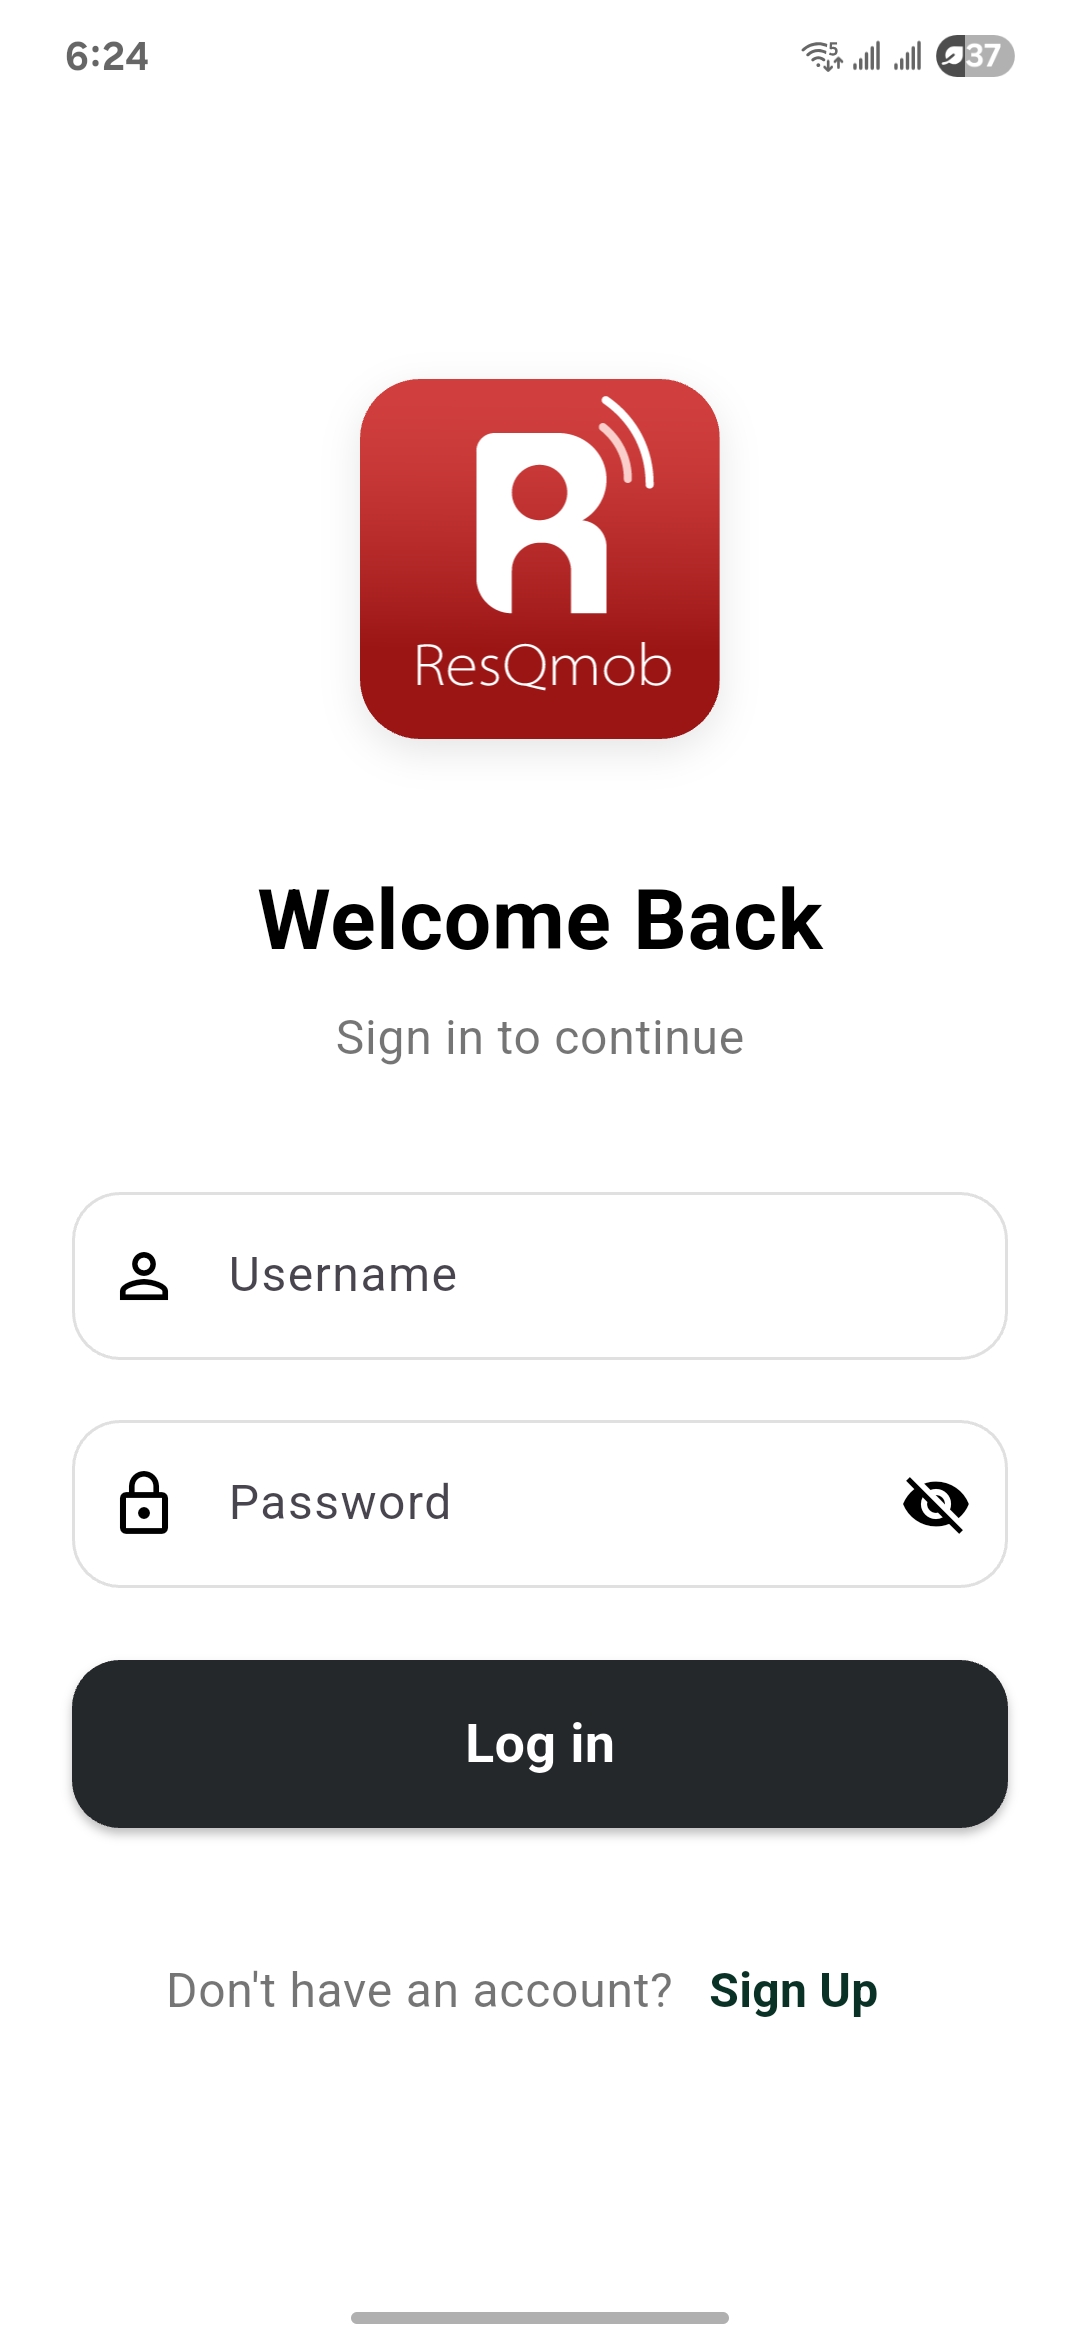 6:24
5
37
ResQmob
Welcome Back
Sign in to continue
Username
Password
Log in
Don't have an account? Sign Up